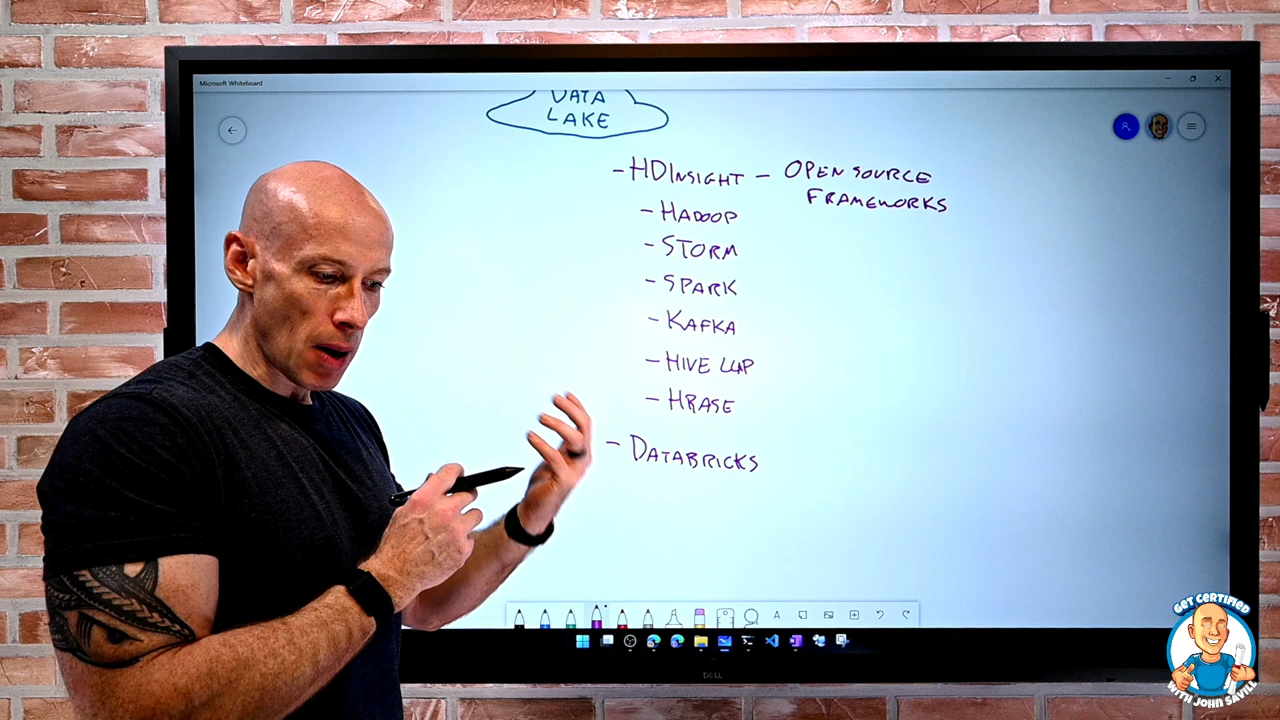 Microsoft Whiteboard
DATA
LAKE
- HDINSIGHT - OPEN SOURCE
FRAMEWORKS
- HADOOP
- STORM
- SPARK
- KAFKA
- HIVE LLAP
- HBASE
- DATABRICKS
DELL
GET CERTIFIED
WITH JOHN SAVILL